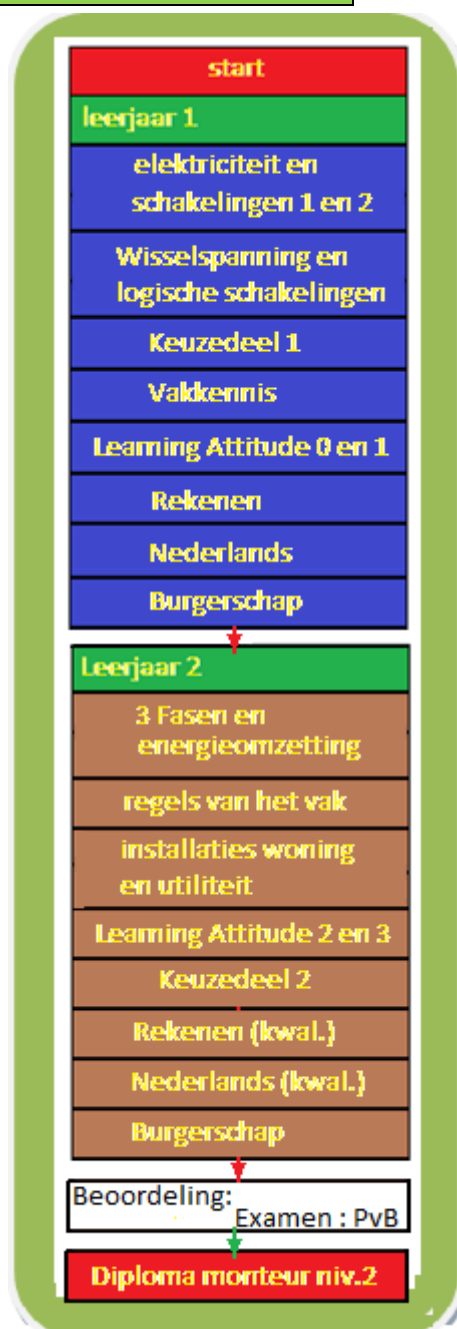 start
leerjaar 1
elektriciteit en
schakelingen 1 en 2
Wisselspanning en
logische schakelingen
Keuzedeel 1
Vakkennis
Learning Attitude 0 en 1
Rekenen
Nederlands
Burgerschap
Leerjaar 2
3 Fasen en
energieomzetting
regels van het vak
installaties woning
en utiliteit
Learning Attitude 2 en 3
Keuzedeel 2
Rekenen (kwal.)
Nederlands (kwal.)
Burgerschap
Beoordeling:
Examen : PvB
Diploma monteur niv.2